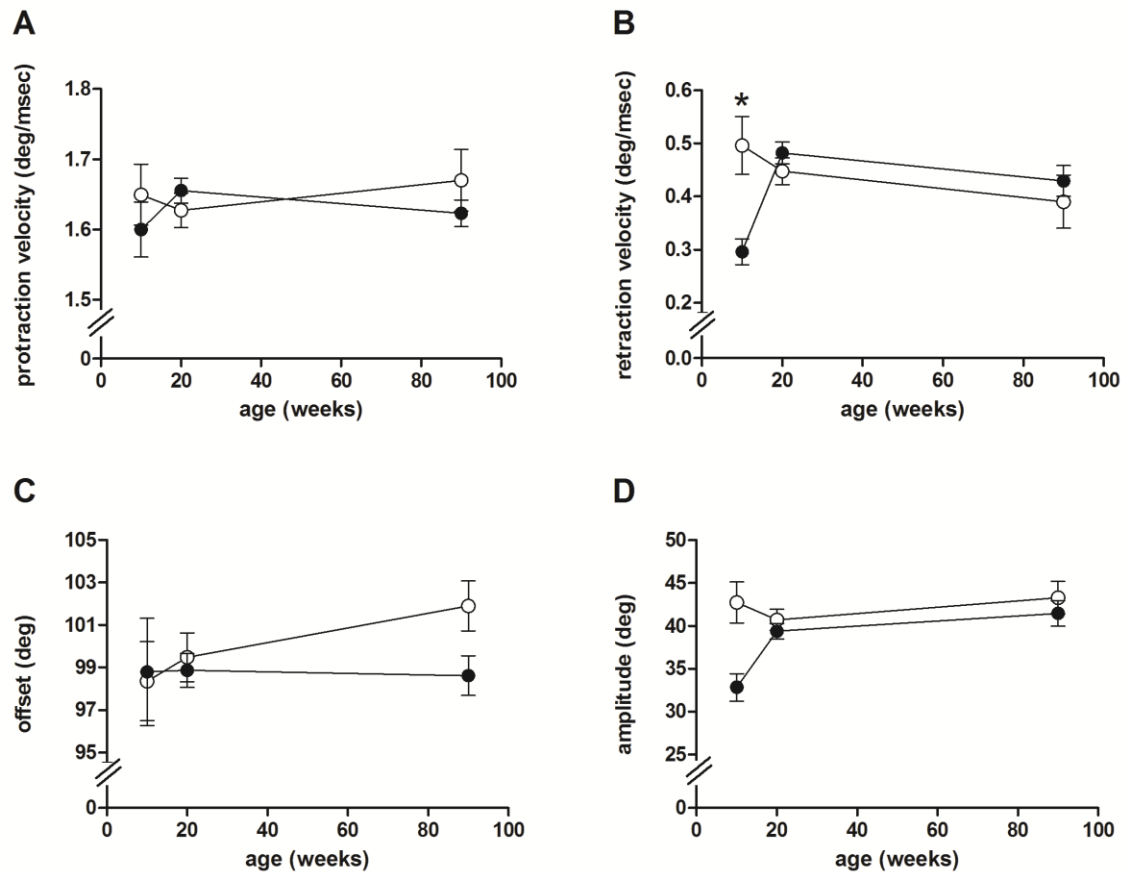 A
protraction velocity (deg/msec)
1.8
1.7
1.6
1.5
0
0 20 40 60 80 100
age (weeks)
B
retraction velocity (deg/msec)
*
0.6
0.5
0.4
0.3
0.2
0.0
0 20 40 60 80 100
age (weeks)
C
offset (deg)
105
103
101
99
97
95
0
0 20 40 60 80 100
age (weeks)
D
amplitude (deg)
50
45
40
35
30
25
0
0 20 40 60 80 100
age (weeks)